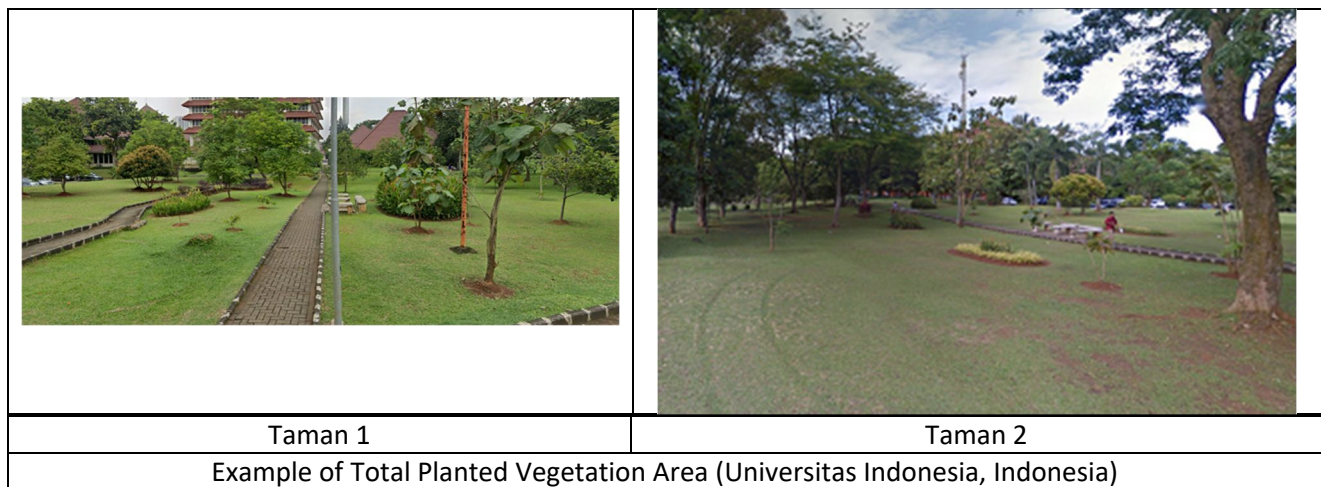 Taman 1
Taman 2
Example of Total Planted Vegetation Area (Universitas Indonesia, Indonesia)